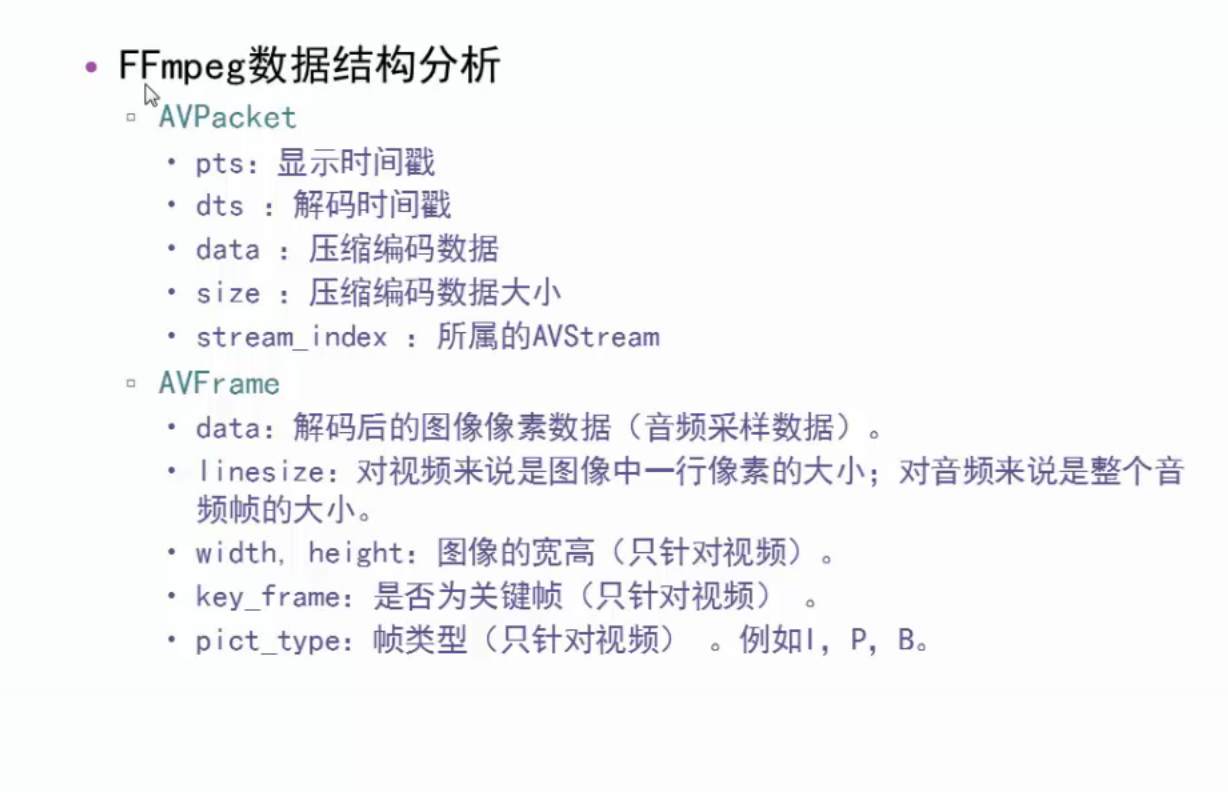 • FFmpeg数据结构分析
▫ AVPacket
• pts：显示时间戳
• dts ：解码时间戳
• data ：压缩编码数据
• size ：压缩编码数据大小
• stream_index ：所属的AVStream
▫ AVFrame
• data：解码后的图像像素数据（音频采样数据）。
• linesize：对视频来说是图像中一行像素的大小；对音频来说是整个音
频帧的大小。
• width, height：图像的宽高（只针对视频）。
• key_frame：是否为关键帧（只针对视频） 。
• pict_type：帧类型（只针对视频） 。例如I，P，B。